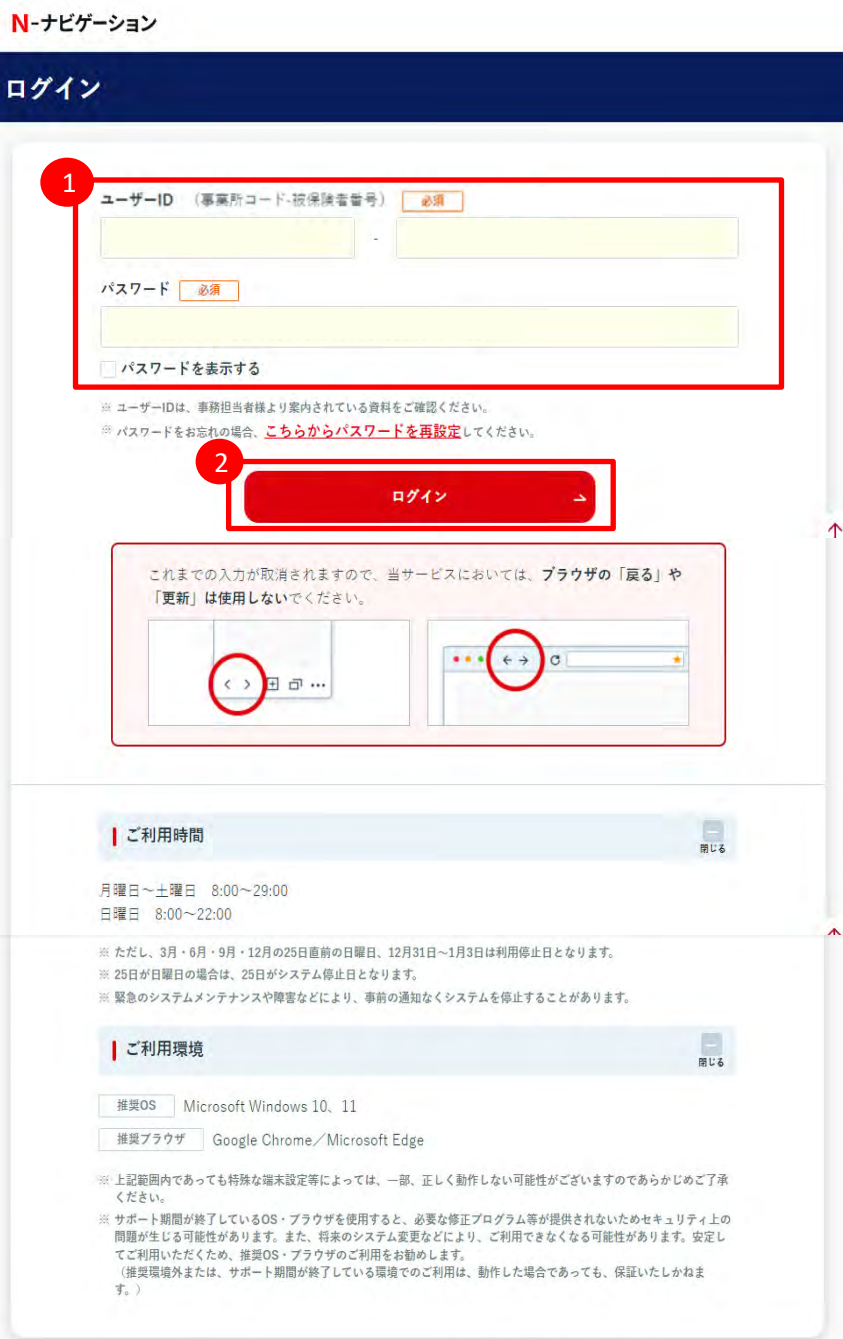 N-ナビゲーション
ログイン
1
ユーザーID （事業所コード-被保険者番号） 必須
-
パスワード 必須
パスワードを表示する
※ ユーザーIDは、事務担当者様より案内されている資料をご確認ください。
※ パスワードをお忘れの場合、こちらからパスワードを再設定してください。
2
ログイン
これまでの入力が取消されますので、当サービスにおいては、ブラウザの「戻る」や
「更新」は使用しないでください。
ご利用時間
閉じる
月曜日～土曜日 8:00～29:00
日曜日 8:00～22:00
※ ただし、3月・6月・9月・12月の25日直前の日曜日、12月31日～1月3日は利用停止日となります。
※ 25日が日曜日の場合は、25日がシステム停止日となります。
※ 緊急のシステムメンテナンスや障害などにより、事前の通知なくシステムを停止することがあります。
ご利用環境
閉じる
推奨OS Microsoft Windows 10、11
推奨ブラウザ Google Chrome／Microsoft Edge
※ 上記範囲内であっても特殊な端末設定等によっては、一部、正しく動作しない可能性がございますのであらかじめご了承
ください。
※ サポート期間が終了しているOS・ブラウザを使用すると、必要な修正プログラム等が提供されないためセキュリティ上の
問題が生じる可能性があります。また、将来のシステム変更などにより、ご利用できなくなる可能性があります。安定し
てご利用いただくため、推奨OS・ブラウザのご利用をお勧めします。
（推奨環境外または、サポート期間が終了している環境でのご利用は、動作した場合であっても、保証いたしかねま
す。）